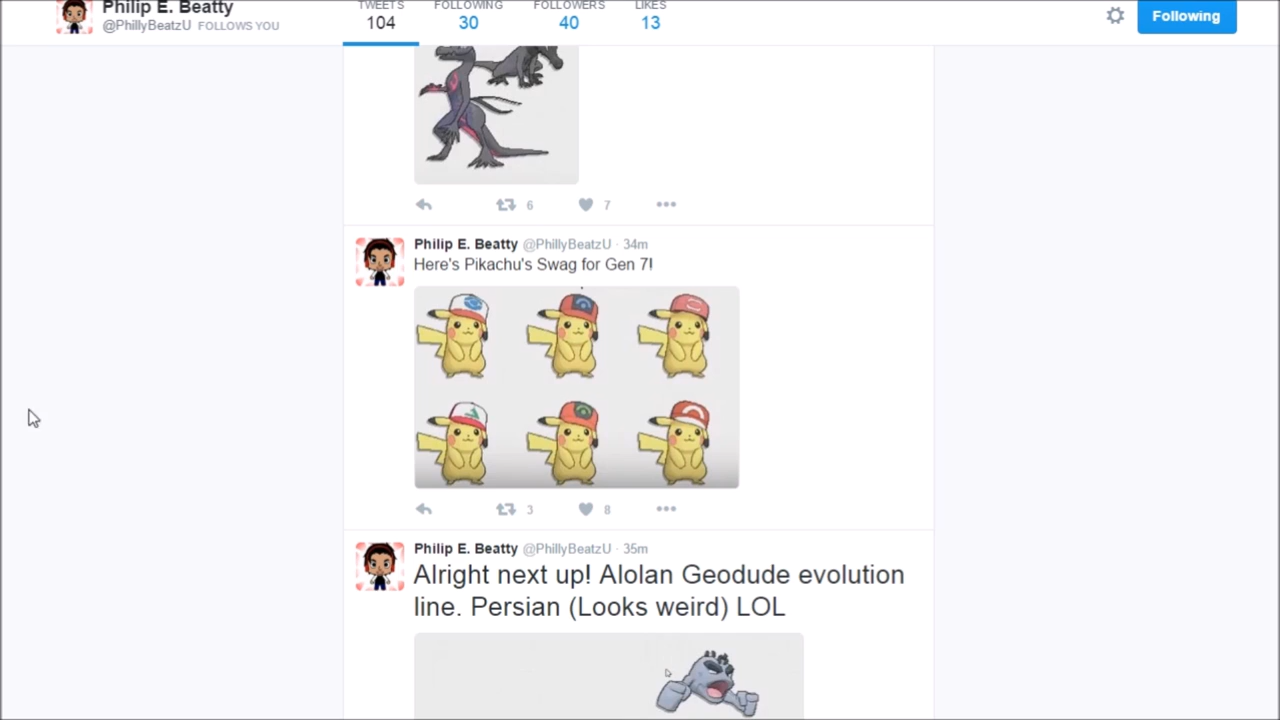 Philip E. Beatty
@PhillyBeatzU FOLLOWS YOU
TWEETS FOLLOWING FOLLOWERS LIKES
104 30 40 13
Following
6 7
Philip E. Beatty @PhillyBeatzU · 34m
Here's Pikachu's Swag for Gen 7!
3 8
Philip E. Beatty @PhillyBeatzU · 35m
Alright next up! Alolan Geodude evolution
line. Persian (Looks weird) LOL